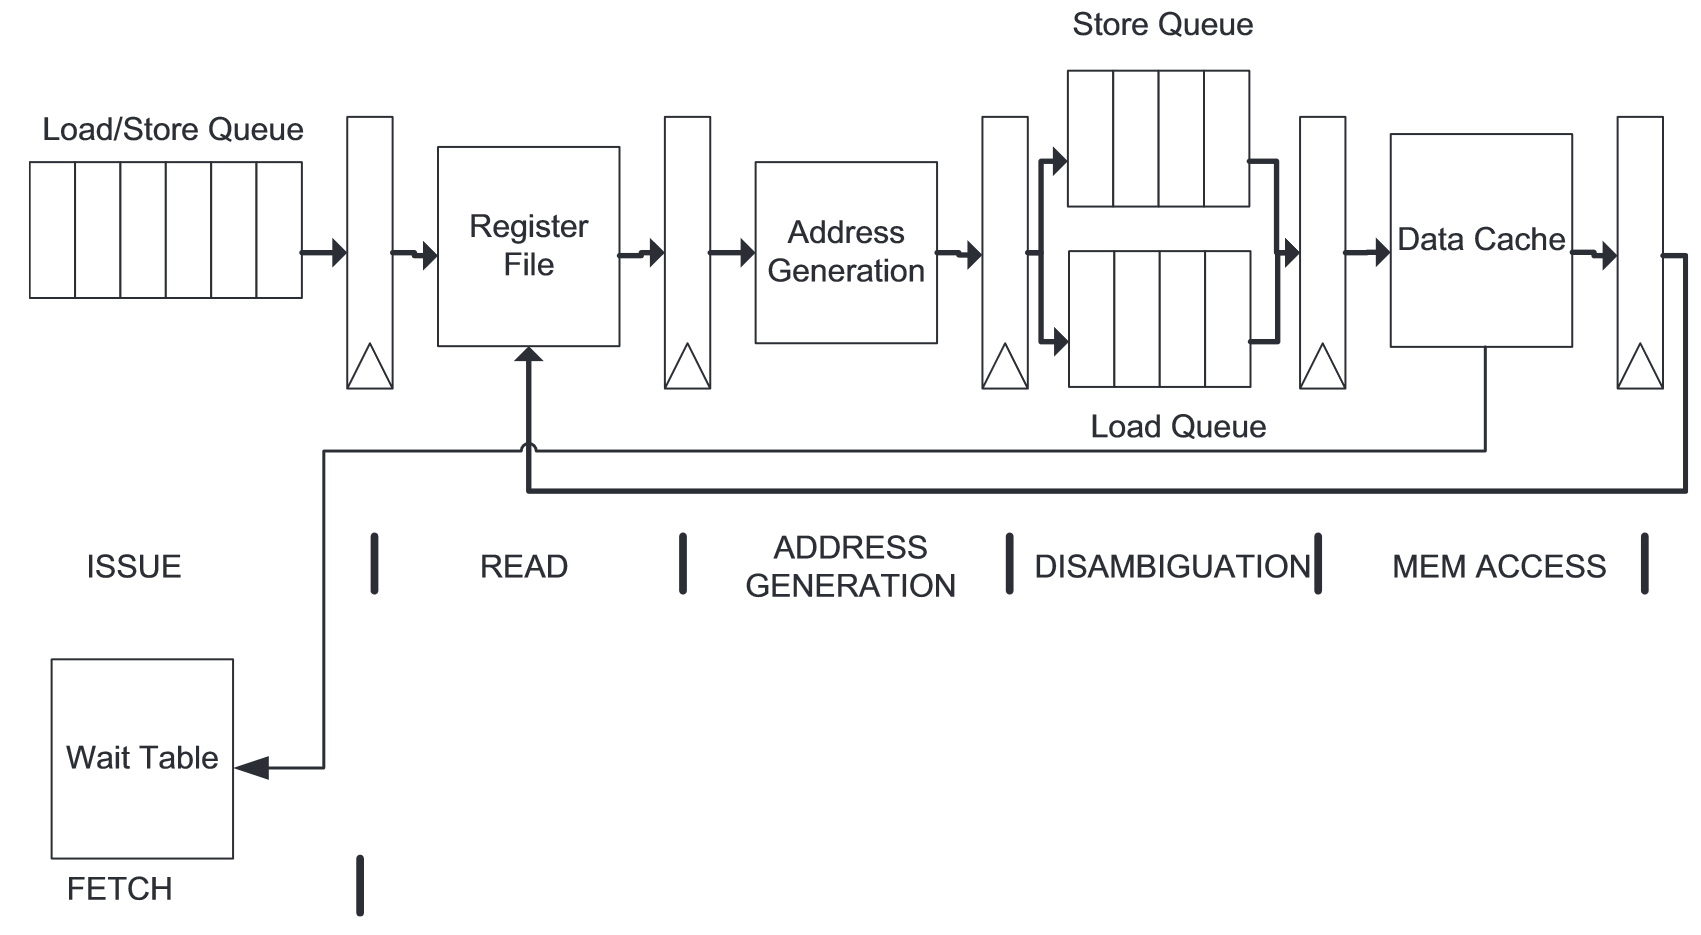 Store Queue
Load/Store Queue
Register
File
Address
Generation
Data Cache
Load Queue
ISSUE
READ
ADDRESS
GENERATION
DISAMBIGUATION
MEM ACCESS
Wait Table
FETCH